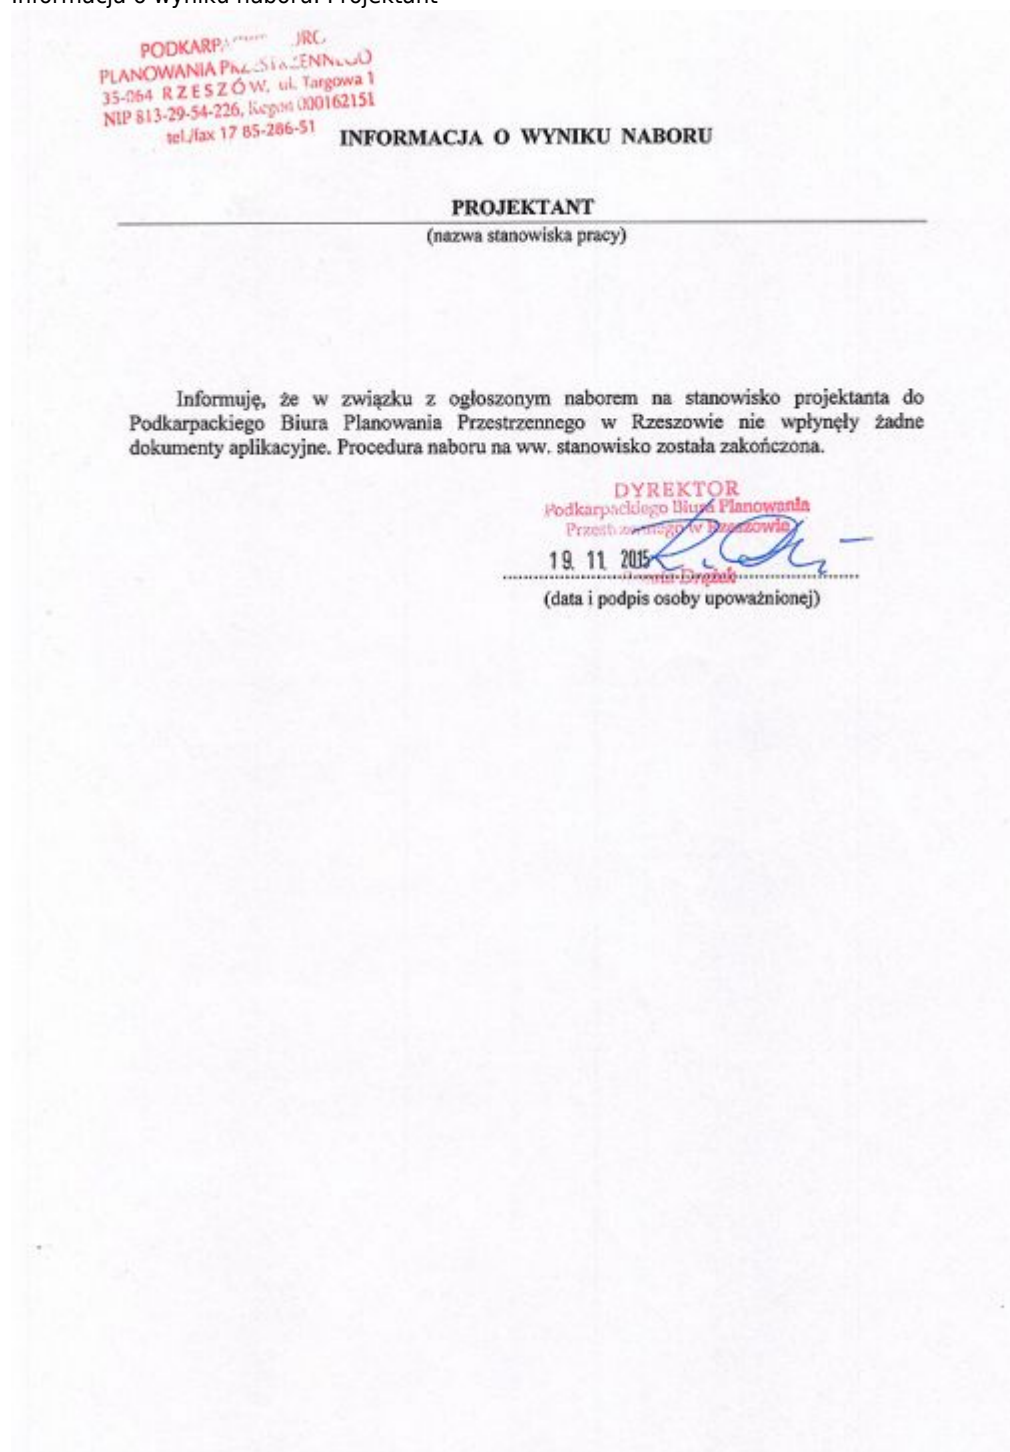 Informacja o wyniku naboru: Projektant
PLANOWANIA
35-064 RZESZÓW, ul. Targowa 1
NIP 813-29-54-226, Regon 000162151
tel./fax 17 85-286-51
INFORMACJA O WYNIKU NABORU
PROJEKTANT
(nazwa stanowiska pracy)
Informuję, że w związku z ogłoszonym naborem na stanowisko projektanta do
Podkarpackiego Biura Planowania Przestrzennego w Rzeszowie nie wpłynęły żadne
dokumenty aplikacyjne. Procedura naboru na ww. stanowisko została zakończona.
DYREKTOR
Podkarpackiego Biura Planowania
Przestrzennego w Rzeszowie
19. 11. 2015
(data i podpis osoby upoważnionej)